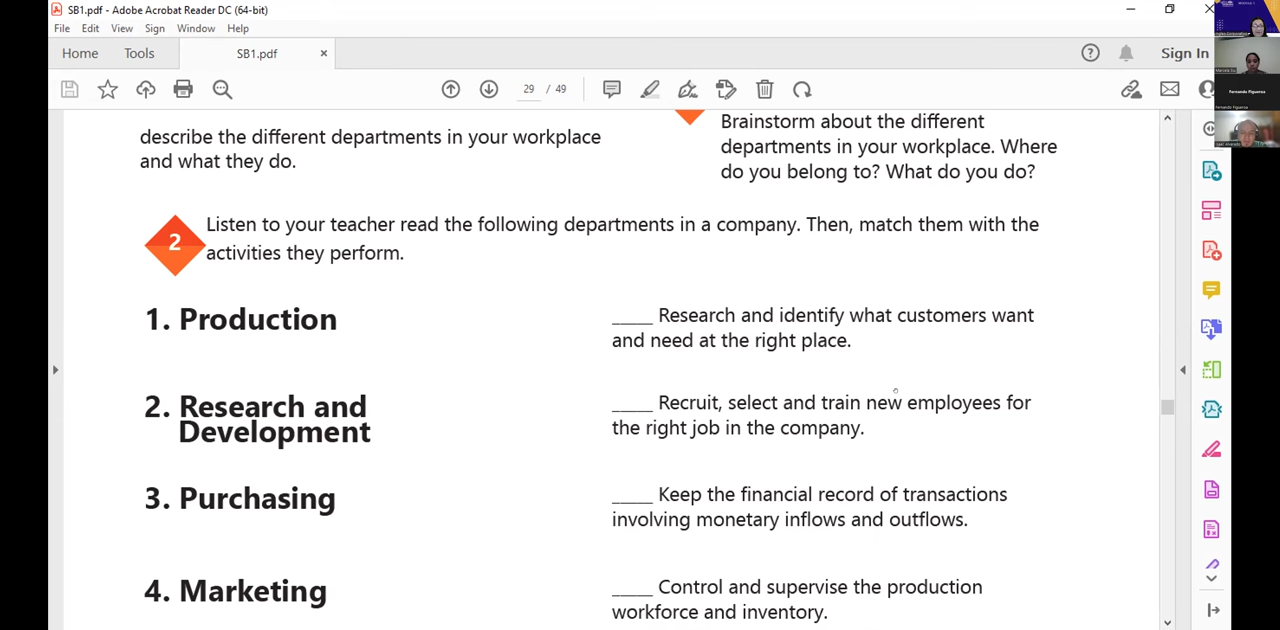 SB1.pdf - Adobe Acrobat Reader DC (64-bit)
File Edit View Sign Window Help
Home Tools SB1.pdf × Sign In
29 / 49
describe the different departments in your workplace
and what they do.
Brainstorm about the different
departments in your workplace. Where
do you belong to? What do you do?
2 Listen to your teacher read the following departments in a company. Then, match them with the
activities they perform.
1. Production
_____ Research and identify what customers want
and need at the right place.
2. Research and
Development
_____ Recruit, select and train new employees for
the right job in the company.
3. Purchasing
_____ Keep the financial record of transactions
involving monetary inflows and outflows.
4. Marketing
_____ Control and supervise the production
workforce and inventory.
Fernando Figueroa
Fernando Figueroa